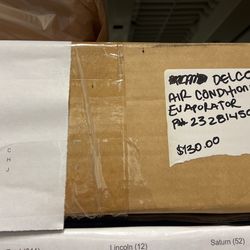 DELCO
AIR CONDITION
EVAPORATOR
P# 23281450
$130.00
C
H
J
Lincoln (12)
Saturn (52)